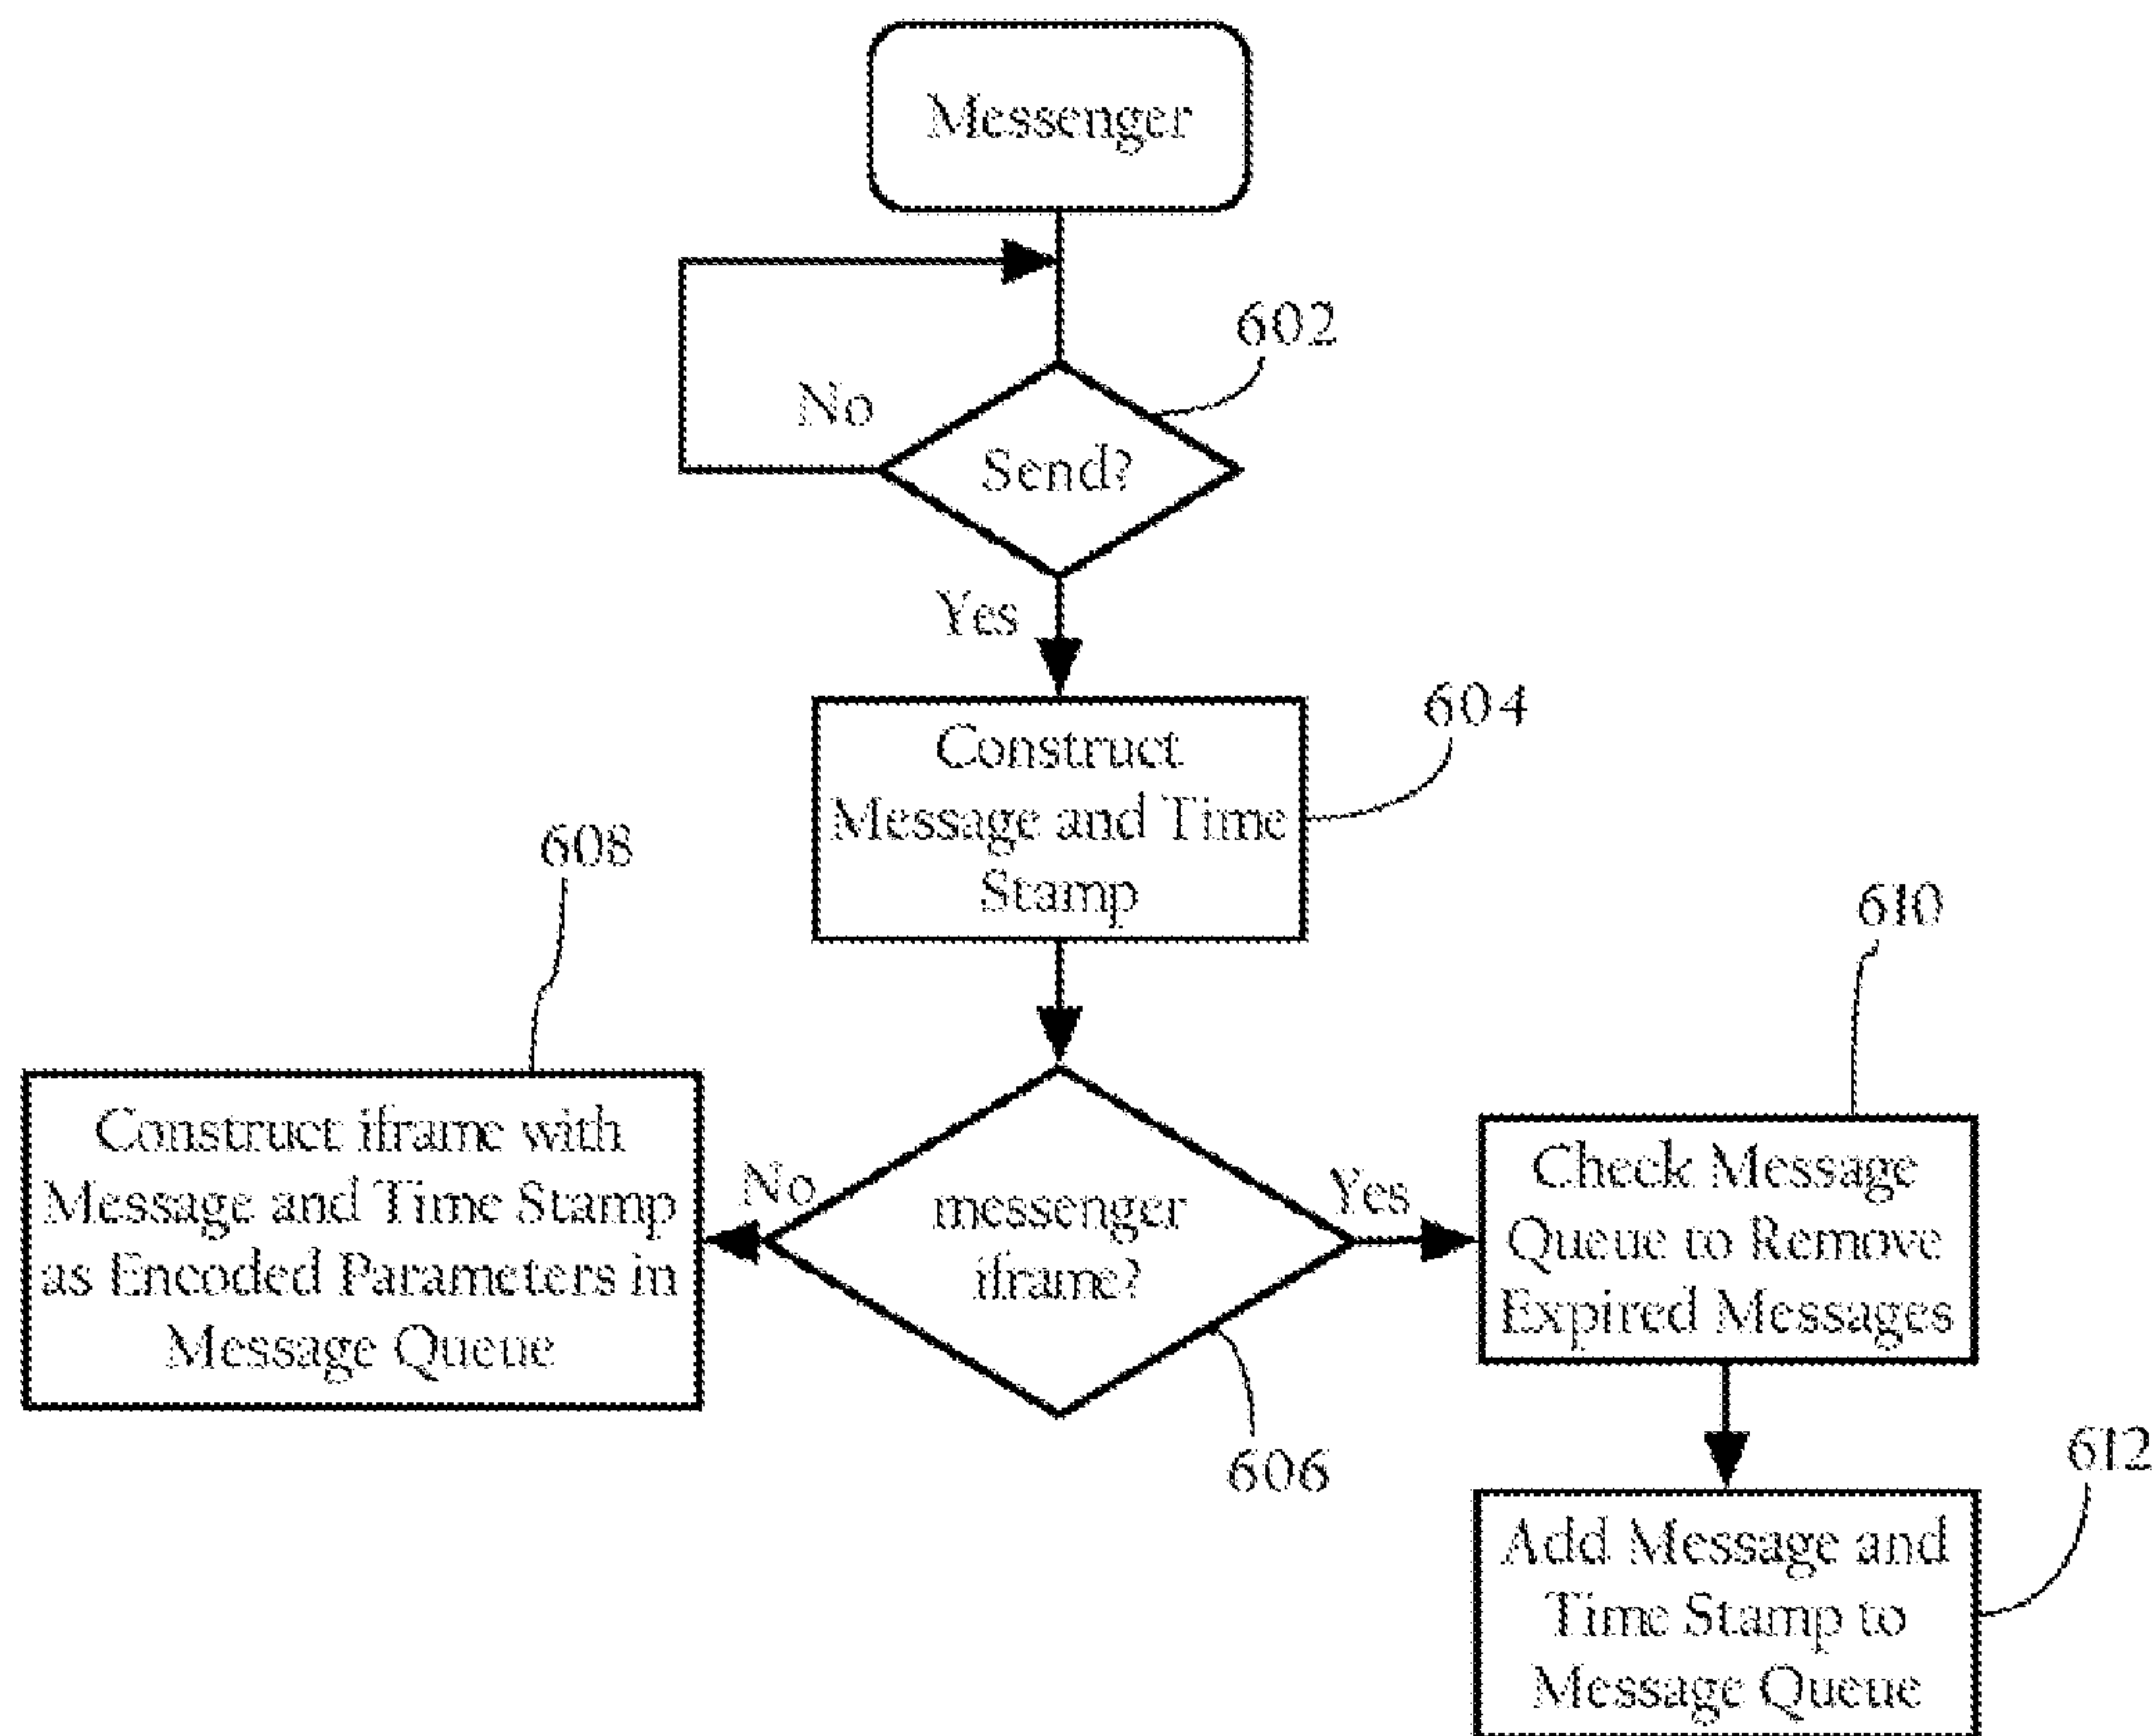 Messenger
602
No
Send?
Yes
604
Construct
Message and Time
Stamp
608
610
Construct iframe with
Message and Time Stamp
as Encoded Parameters in
Message Queue
No
messenger
iframe?
Yes
Check Message
Queue to Remove
Expired Messages
606
612
Add Message and
Time Stamp to
Message Queue